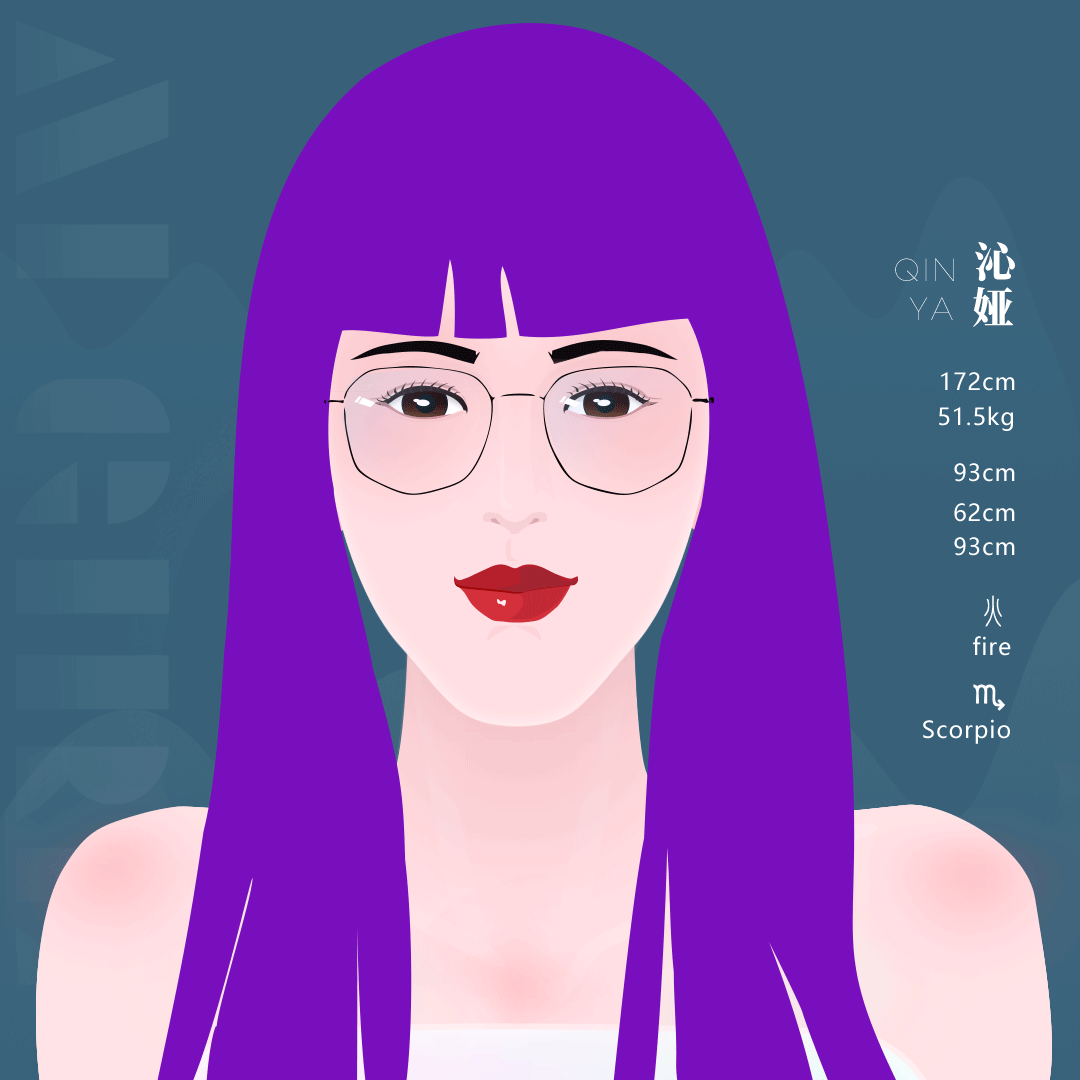 沁娅
QIN
YA
172cm
51.5kg
93cm
62cm
93cm
火
fire
♏
Scorpio